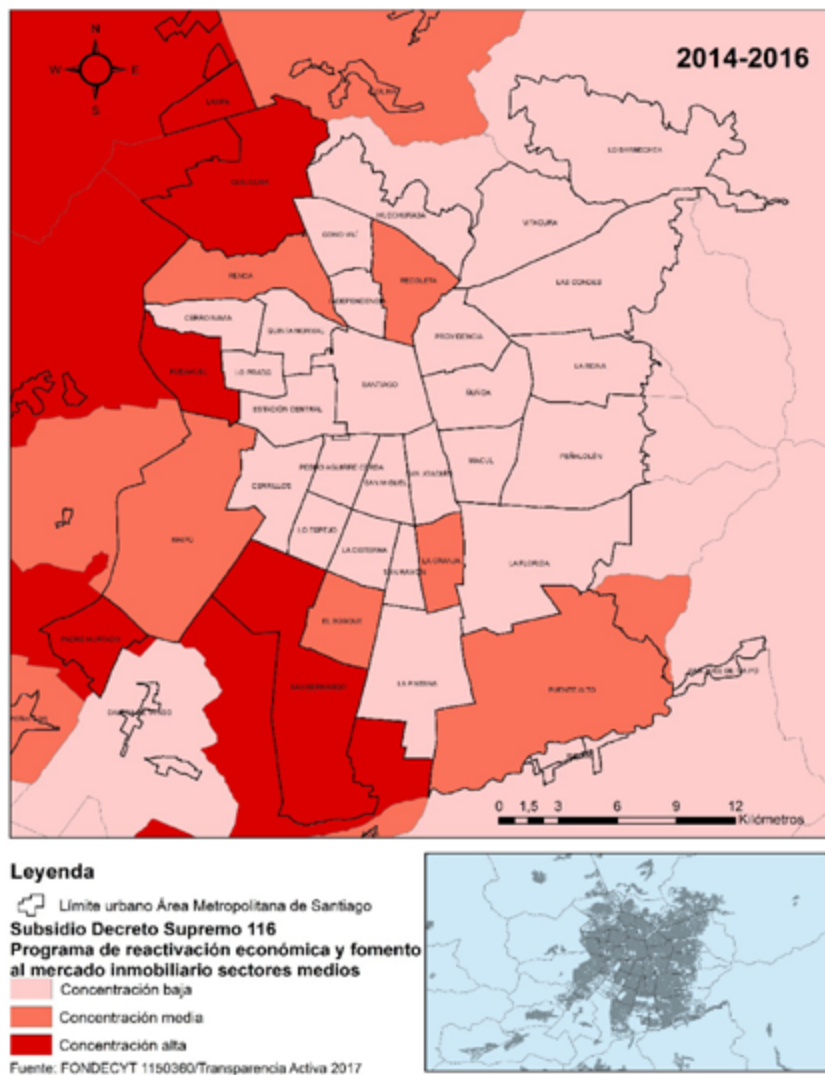 N
W E
S
2014-2016
LAMPA
COLINA
LO BARNECHEA
QUILICURA
HUECHURABA
VITACURA
CONCHALÍ
RENCA
RECOLETA
LAS CONDES
INDEPENDENCIA
CERRO NAVIA
QUINTA NORMAL
PROVIDENCIA
PUDAHUEL
LO PRADO
SANTIAGO
LA REINA
ÑUÑOA
ESTACIÓN CENTRAL
PEÑALOLÉN
MACUL
PEDRO AGUIRRE CERDA
SAN JOAQUÍN
CERRILLOS
SAN MIGUEL
LO ESPEJO
MAIPÚ
LA CISTERNA
LA GRANJA
LA FLORIDA
SAN RAMÓN
EL BOSQUE
PADRE HURTADO
LA PINTANA
SAN BERNARDO
PUENTE ALTO
0 1,5 3 6 9 12
Kilómetros
Leyenda
Límite urbano Área Metropolitana de Santiago
Subsidio Decreto Supremo 116
Programa de reactivación económica y fomento
al mercado inmobiliario sectores medios
Concentración baja
Concentración media
Concentración alta
Fuente: FONDECYT 1150360/Transparencia Activa 2017